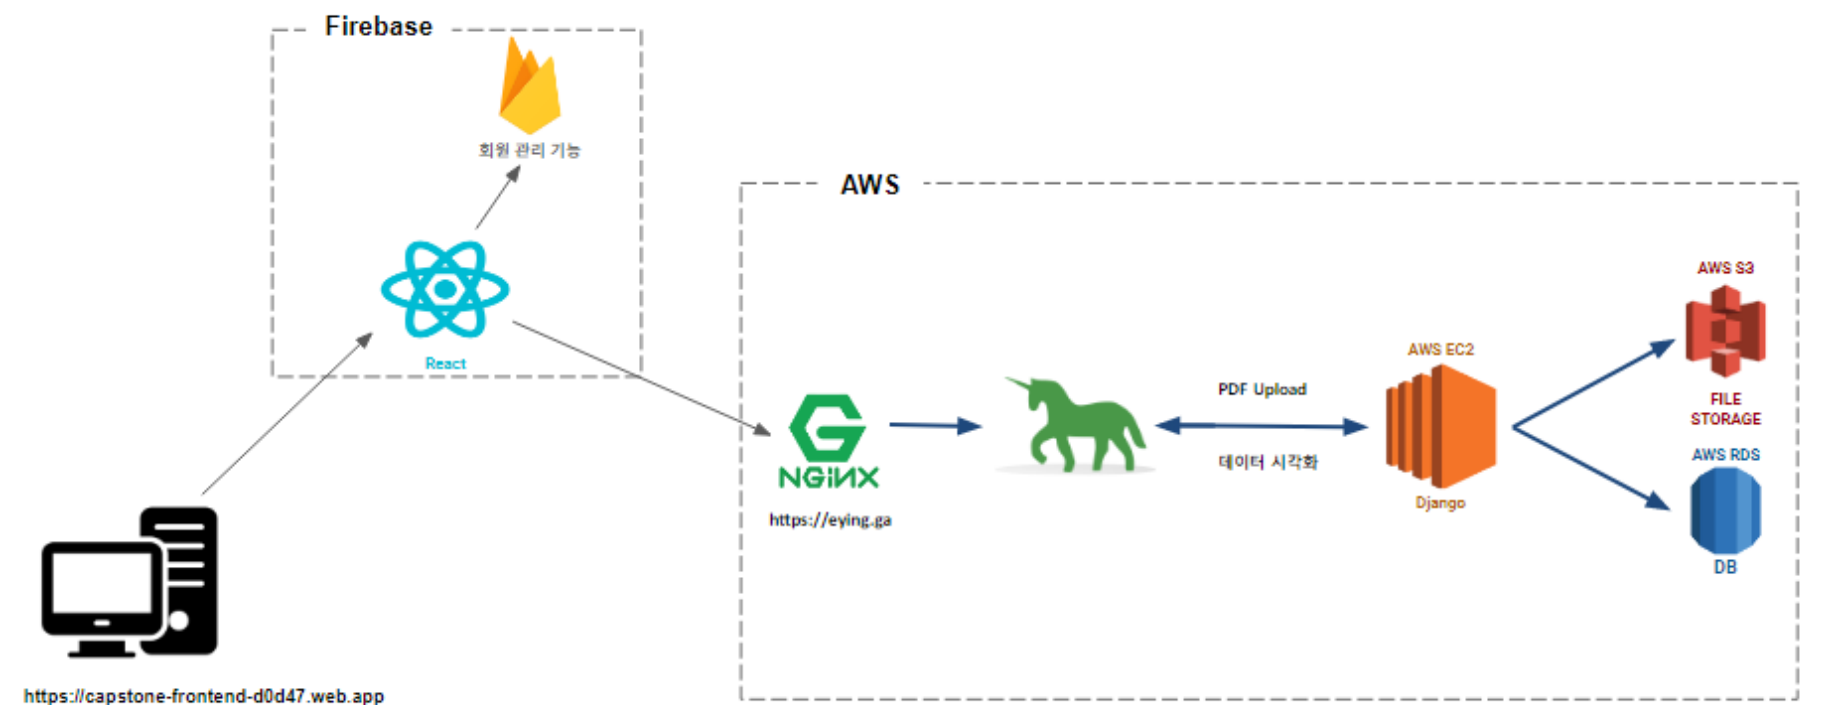 Firebase
회원 관리 기능
React
https://capstone-frontend-d0d47.web.app
AWS
NGiNX
https://eying.ga
PDF Upload
데이터 시각화
AWS EC2
Django
AWS S3
FILE
STORAGE
AWS RDS
DB